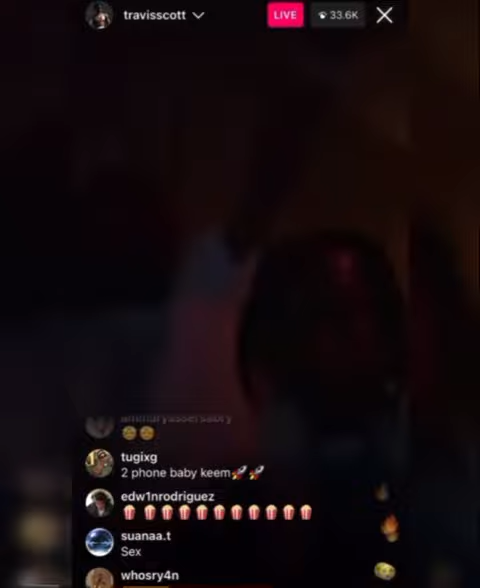 travisscott
LIVE
33.6K
tugixg
2 phone baby keem🚀🚀
edw1nrodriguez
🍿🍿🍿🍿🍿🍿🍿🍿🍿🍿🍿
suanaa.t
Sex
whosry4n